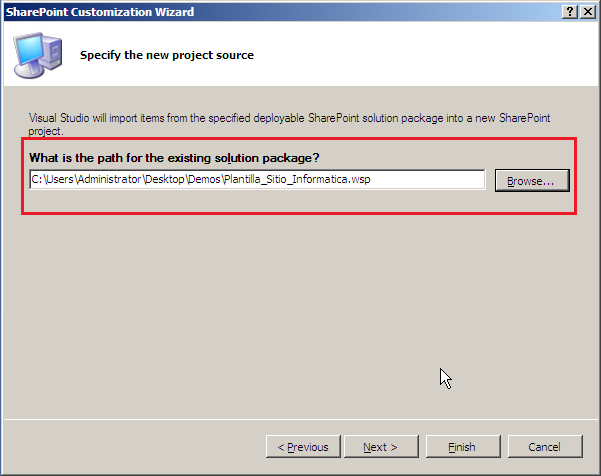 SharePoint Customization Wizard
Specify the new project source
Visual Studio will import items from the specified deployable SharePoint solution package into a new SharePoint
project.
What is the path for the existing solution package?
C:\Users\Administrator\Desktop\Demos\Plantilla_Sitio_Informatica.wsp
Browse...
< Previous
Next >
Finish
Cancel